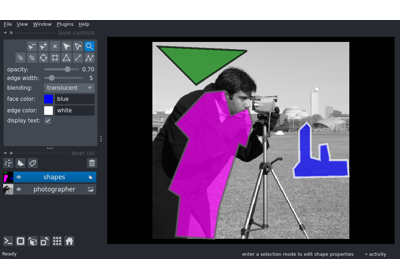 File View Window Plugins Help
layer controls
opacity: 0.70
edge width: 5
blending: translucent
face color: blue
edge color: white
display text:
layer list
shapes
photographer
Ready enter a selection mode to edit shape properties activity